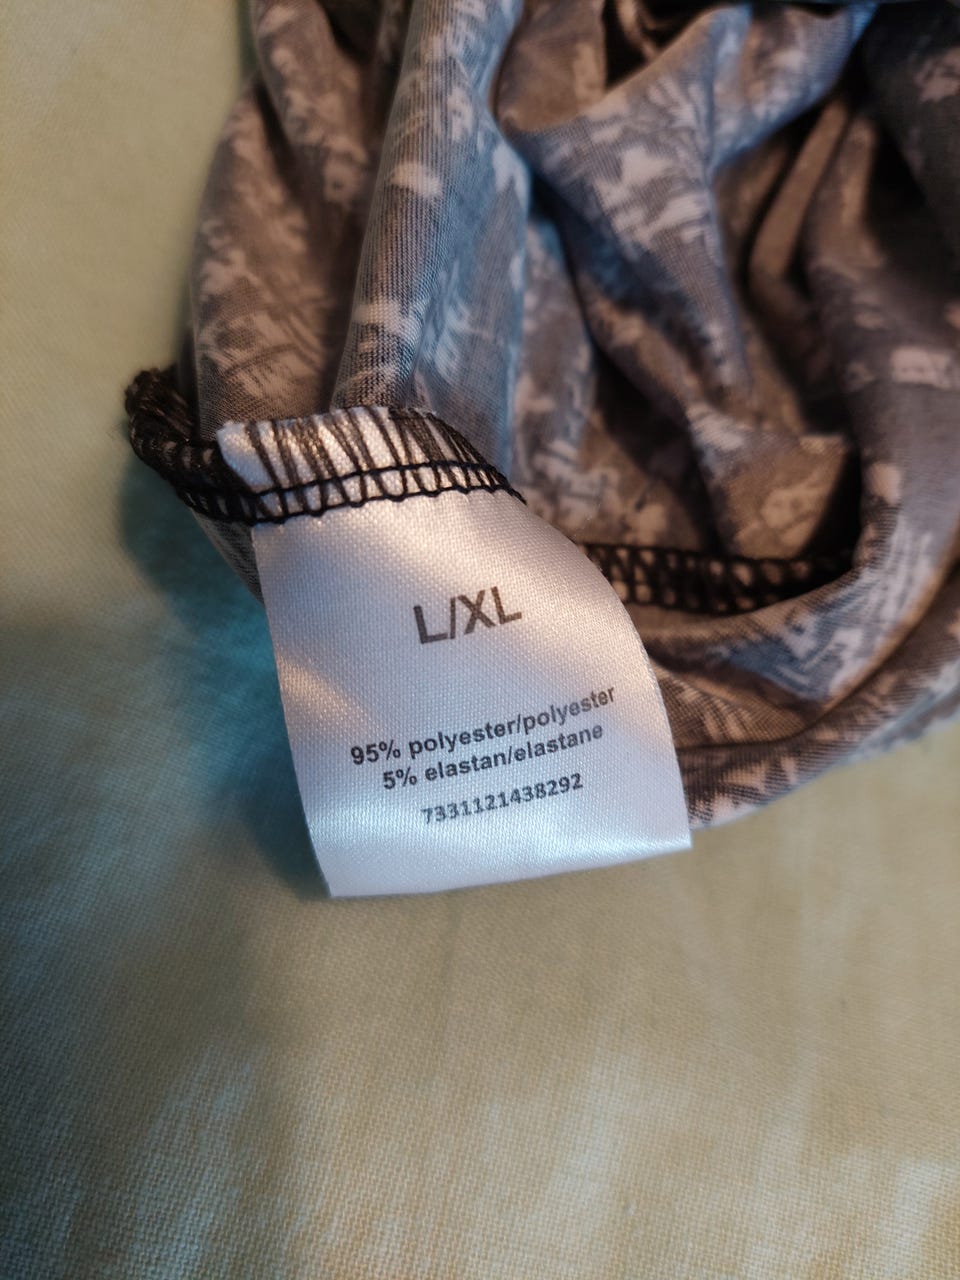 L/XL
95% polyester/polyester
5% elastan/elastane
7331121438292